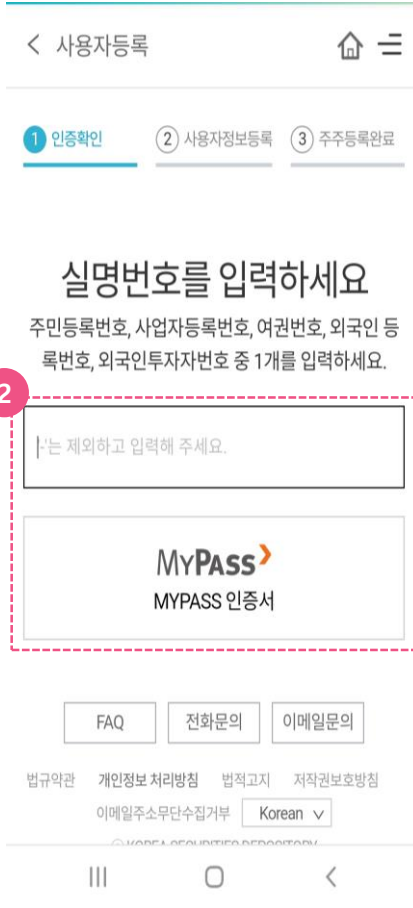 사용자등록
1 인증확인 2 사용자정보등록 3 주주등록완료
실명번호를 입력하세요
주민등록번호, 사업자등록번호, 여권번호, 외국인 등
록번호, 외국인투자자번호 중 1개를 입력하세요.
2
'-'는 제외하고 입력해 주세요.
MYPASS
MYPASS 인증서
FAQ 전화문의 이메일문의
법규약관 개인정보 처리방침 법적고지 저작권보호방침
이메일주소무단수집거부 Korean
KOREA SECURITIES DEPOSITORY